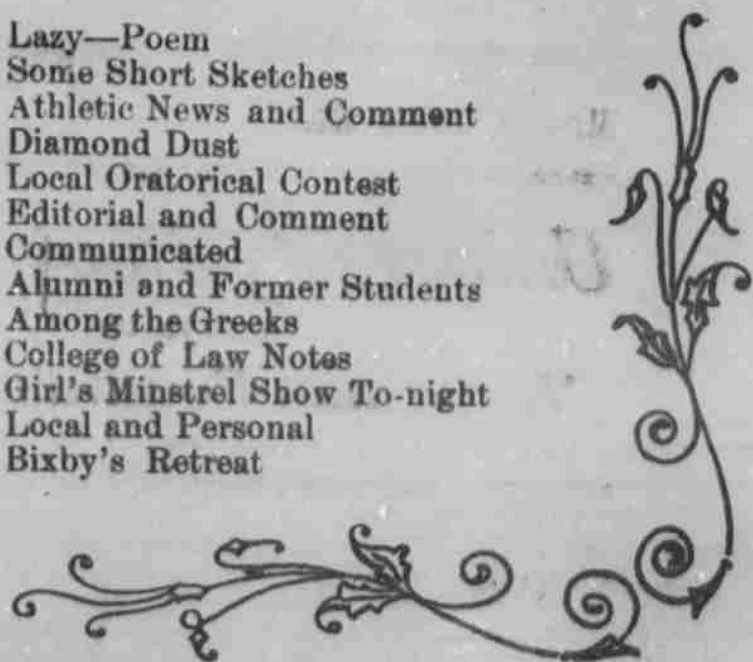 Lazy—Poem
Some Short Sketches
Athletic News and Comment
Diamond Dust
Local Oratorical Contest
Editorial and Comment
Communicated
Alumni and Former Students
Among the Greeks
College of Law Notes
Girl's Minstrel Show To-night
Local and Personal
Bixby's Retreat